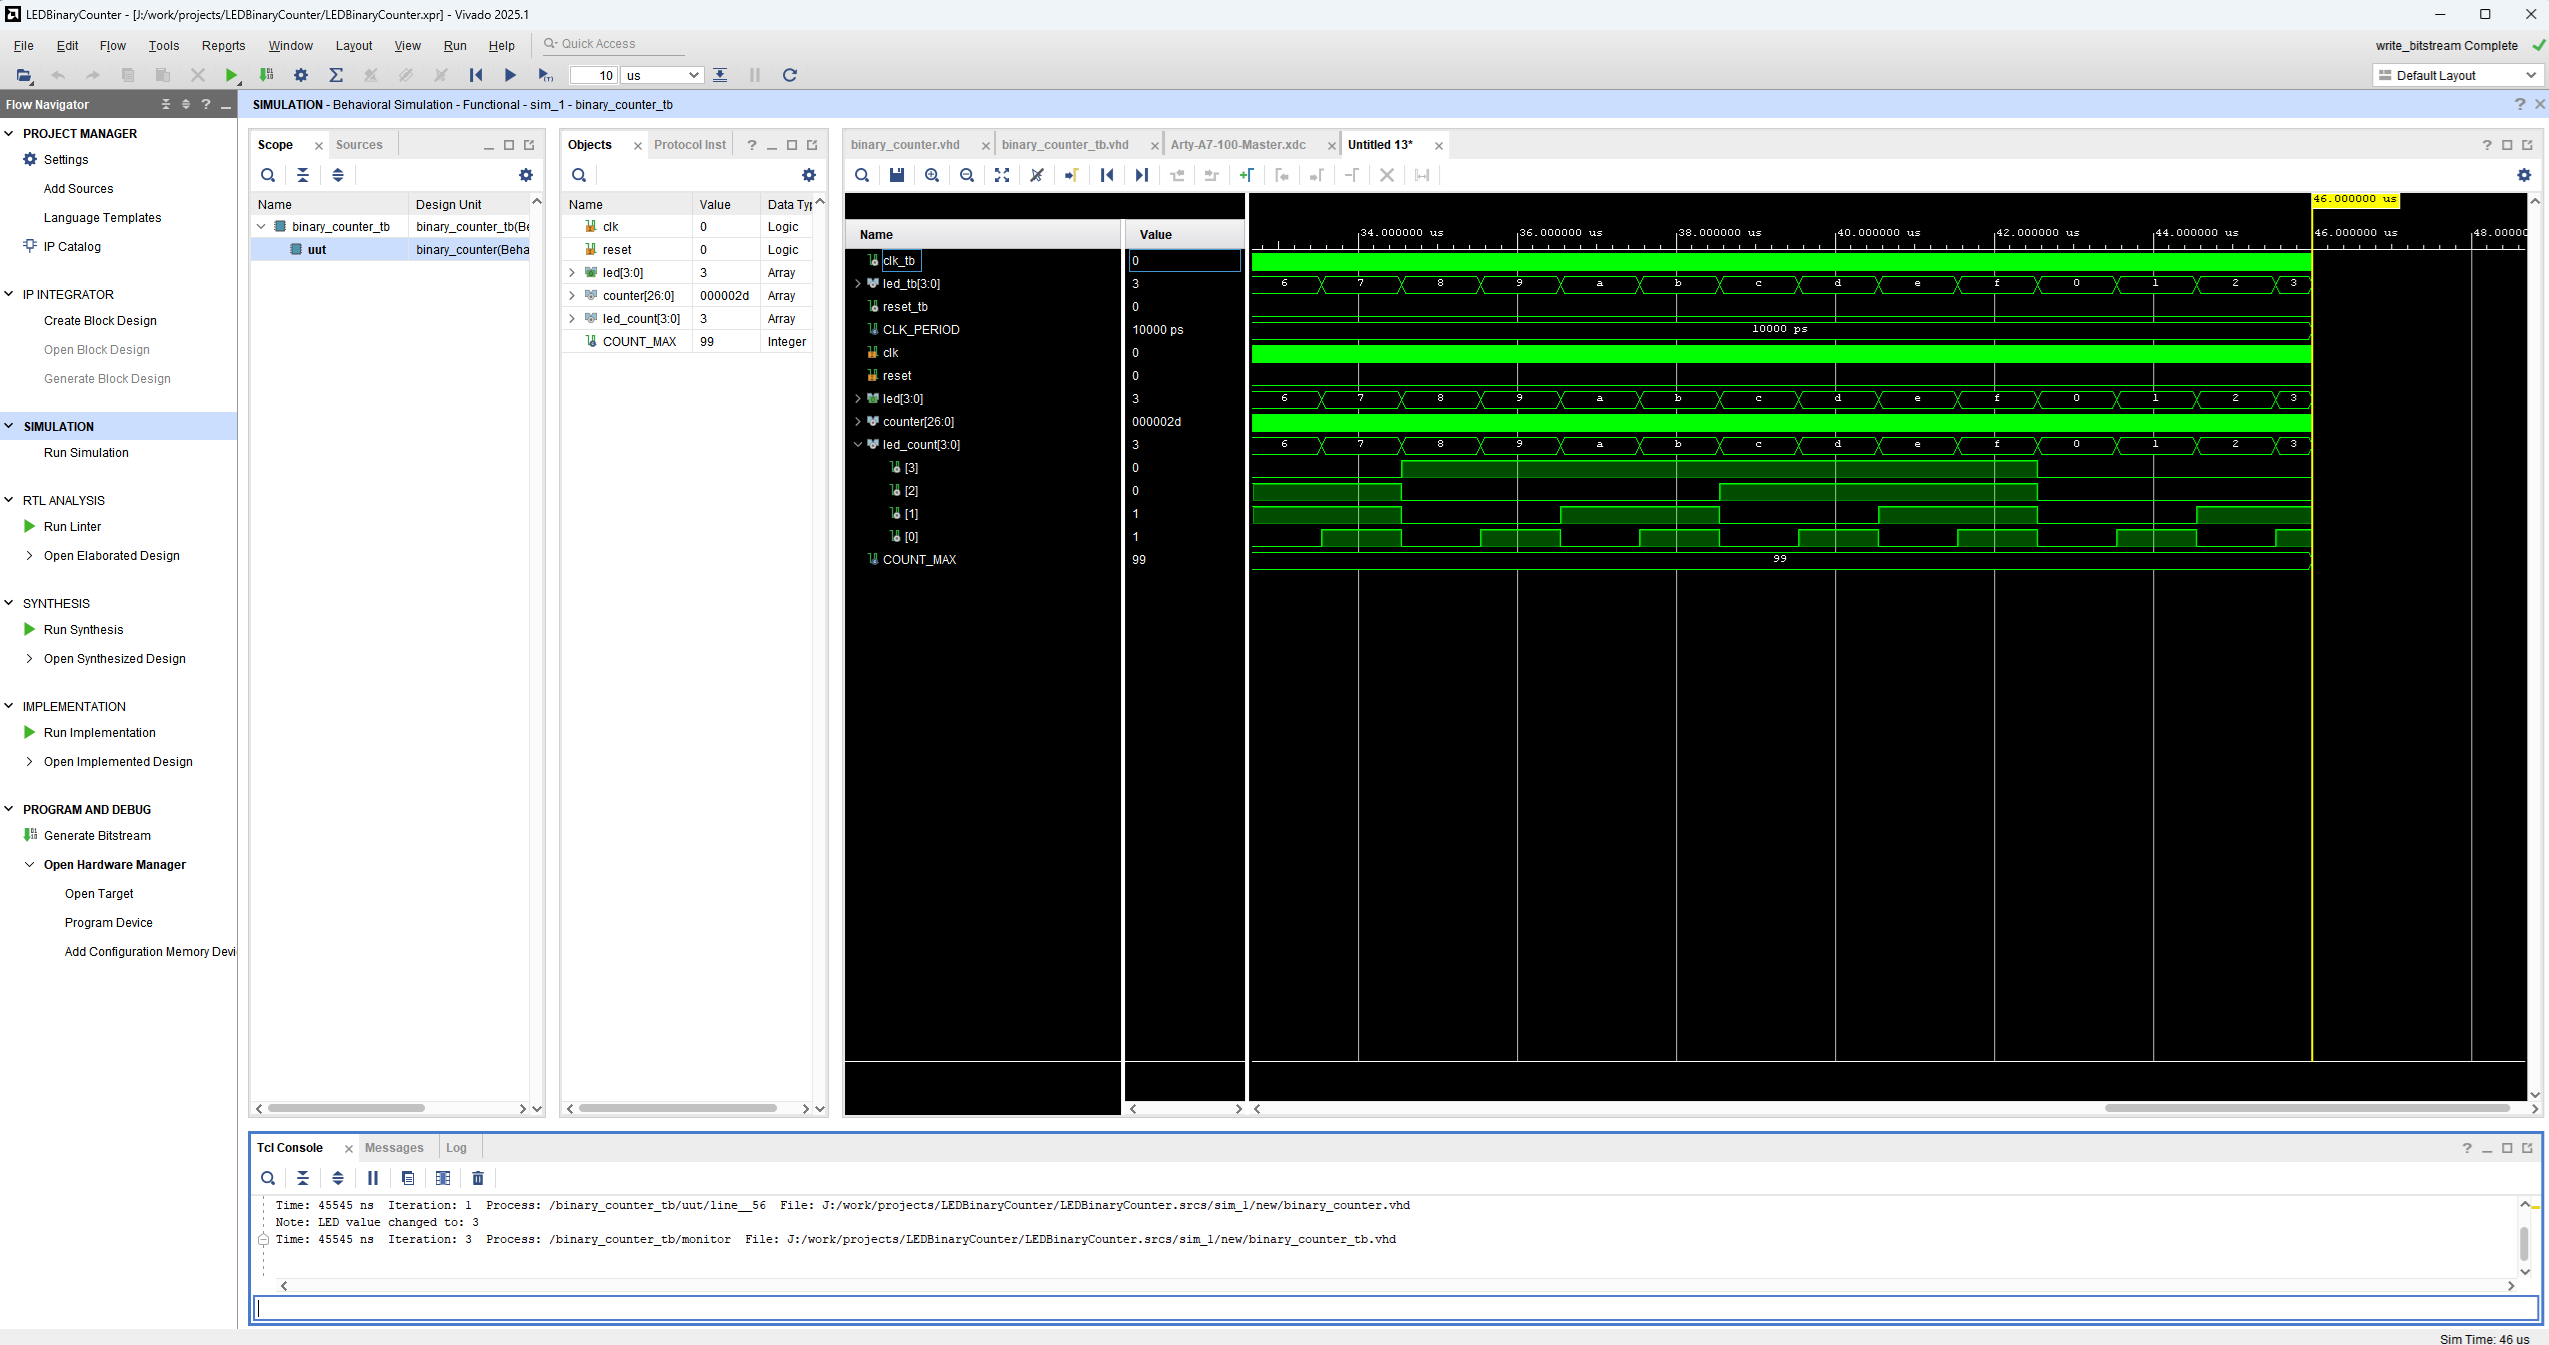 LEDBinaryCounter - [J:/work/projects/LEDBinaryCounter/LEDBinaryCounter.xpr] - Vivado 2025.1
File Edit Flow Tools Reports Window Layout View Run Help Quick Access
write_bitstream Complete
10 us
Default Layout
Flow Navigator
SIMULATION - Behavioral Simulation - Functional - sim_1 - binary_counter_tb
PROJECT MANAGER
Settings
Add Sources
Language Templates
IP Catalog
IP INTEGRATOR
Create Block Design
Open Block Design
Generate Block Design
SIMULATION
Run Simulation
RTL ANALYSIS
Run Linter
Open Elaborated Design
SYNTHESIS
Run Synthesis
Open Synthesized Design
IMPLEMENTATION
Run Implementation
Open Implemented Design
PROGRAM AND DEBUG
Generate Bitstream
Open Hardware Manager
Open Target
Program Device
Add Configuration Memory Devi
Scope Sources
Name Design Unit
binary_counter_tb binary_counter_tb(Be
uut binary_counter(Beha
Objects Protocol Inst
Name Value Data Typ
clk 0 Logic
reset 0 Logic
led[3:0] 3 Array
counter[26:0] 000002d Array
led_count[3:0] 3 Array
COUNT_MAX 99 Integer
binary_counter.vhd binary_counter_tb.vhd Arty-A7-100-Master.xdc Untitled 13*
46.000000 us
Name Value
34.000000 us 36.000000 us 38.000000 us 40.000000 us 42.000000 us 44.000000 us 46.000000 us 48.00000
clk_tb 0
led_tb[3:0] 3 6 7 8 9 a b c d e f 0 1 2 3
reset_tb 0
CLK_PERIOD 10000 ps 10000 ps
clk 0
reset 0
led[3:0] 3 6 7 8 9 a b c d e f 0 1 2 3
counter[26:0] 000002d
led_count[3:0] 3 6 7 8 9 a b c d e f 0 1 2 3
[3] 0
[2] 0
[1] 1
[0] 1
COUNT_MAX 99 99
Tcl Console Messages Log
Time: 45545 ns Iteration: 1 Process: /binary_counter_tb/uut/line__56 File: J:/work/projects/LEDBinaryCounter/LEDBinaryCounter.srcs/sim_1/new/binary_counter.vhd
Note: LED value changed to: 3
Time: 45545 ns Iteration: 3 Process: /binary_counter_tb/monitor File: J:/work/projects/LEDBinaryCounter/LEDBinaryCounter.srcs/sim_1/new/binary_counter_tb.vhd
Sim Time: 46 us